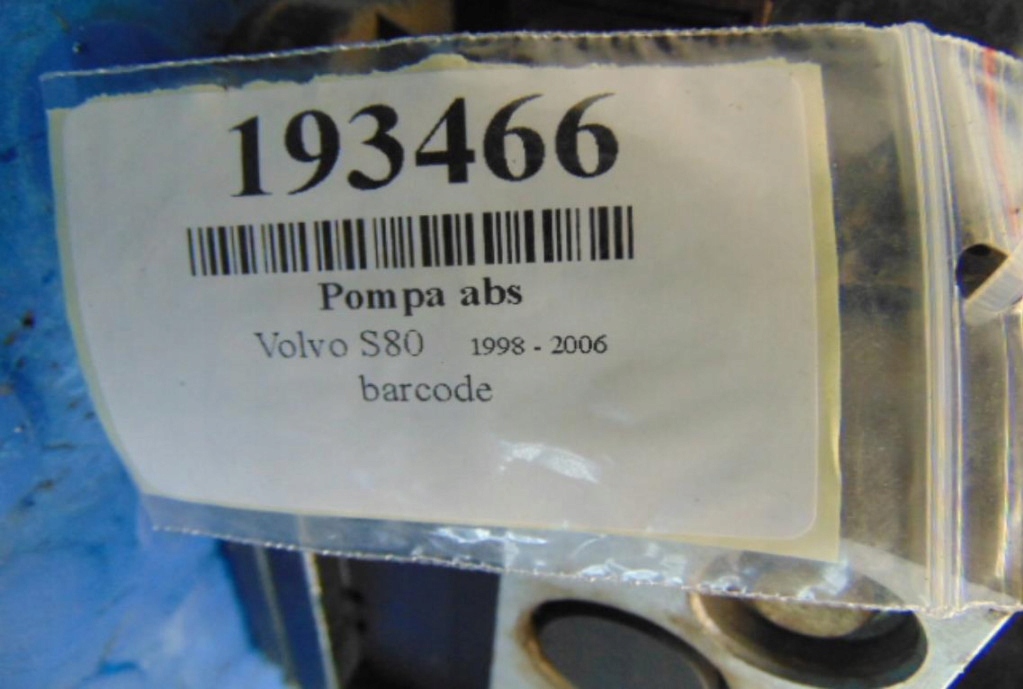 193466
Pompa abs
Volvo S80 1998 - 2006
barcode